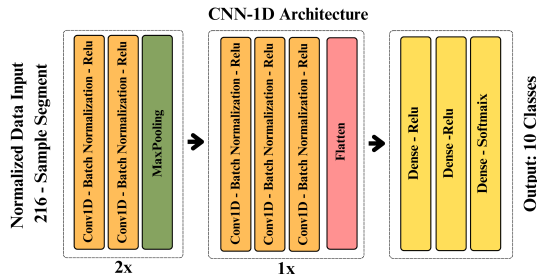 CNN-1D Architecture
Normalized Data Input
216 - Sample Segment
Conv1D - Batch Normalization - Relu
Conv1D - Batch Normalization - Relu
MaxPooling
2x
Conv1D - Batch Normalization - Relu
Conv1D - Batch Normalization - Relu
Conv1D - Batch Normalization - Relu
Flatten
1x
Dense - Relu
Dense -Relu
Dense - Softmaix
Output: 10 Classes